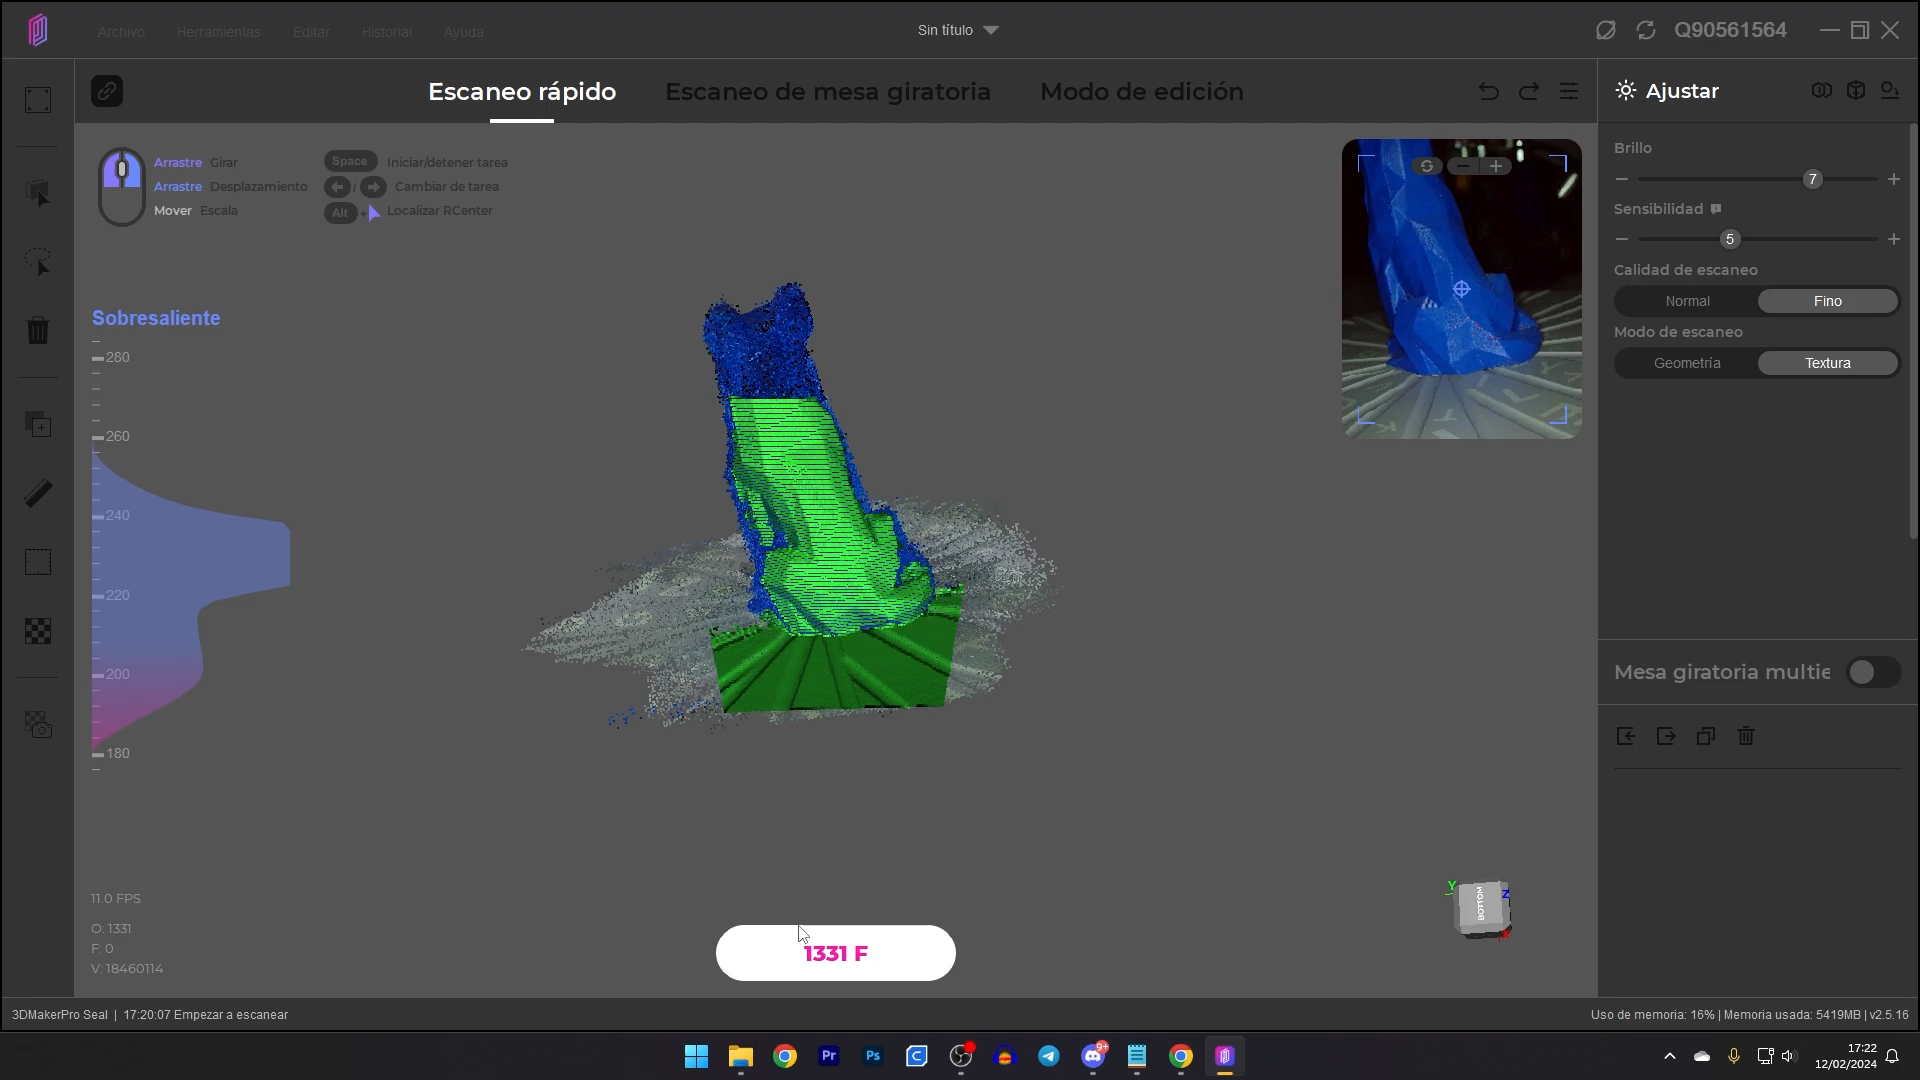 Archivo Herramientas Editar Historial Ayuda
Sin título
Q90561564
Escaneo rápido Escaneo de mesa giratoria Modo de edición
Ajustar
Arrastre Girar
Arrastre Desplazamiento
Mover Escala
Space Iniciar/detener tarea
/ Cambiar de tarea
Alt + Localizar RCenter
Sobresaliente
280
260
240
220
200
180
Brillo
7
Sensibilidad
5
Calidad de escaneo
Normal Fino
Modo de escaneo
Geometría Textura
Mesa giratoria multie
11.0 FPS
O: 1331
F: 0
V: 18460114
1331 F
Y
Z
X
BOTTOM
3DMakerPro Seal | 17:20:07 Empezar a escanear
Uso de memoria: 16% | Memoria usada: 5419MB | v2.5.16
Pr
Ps
C
9+
17:22
12/02/2024